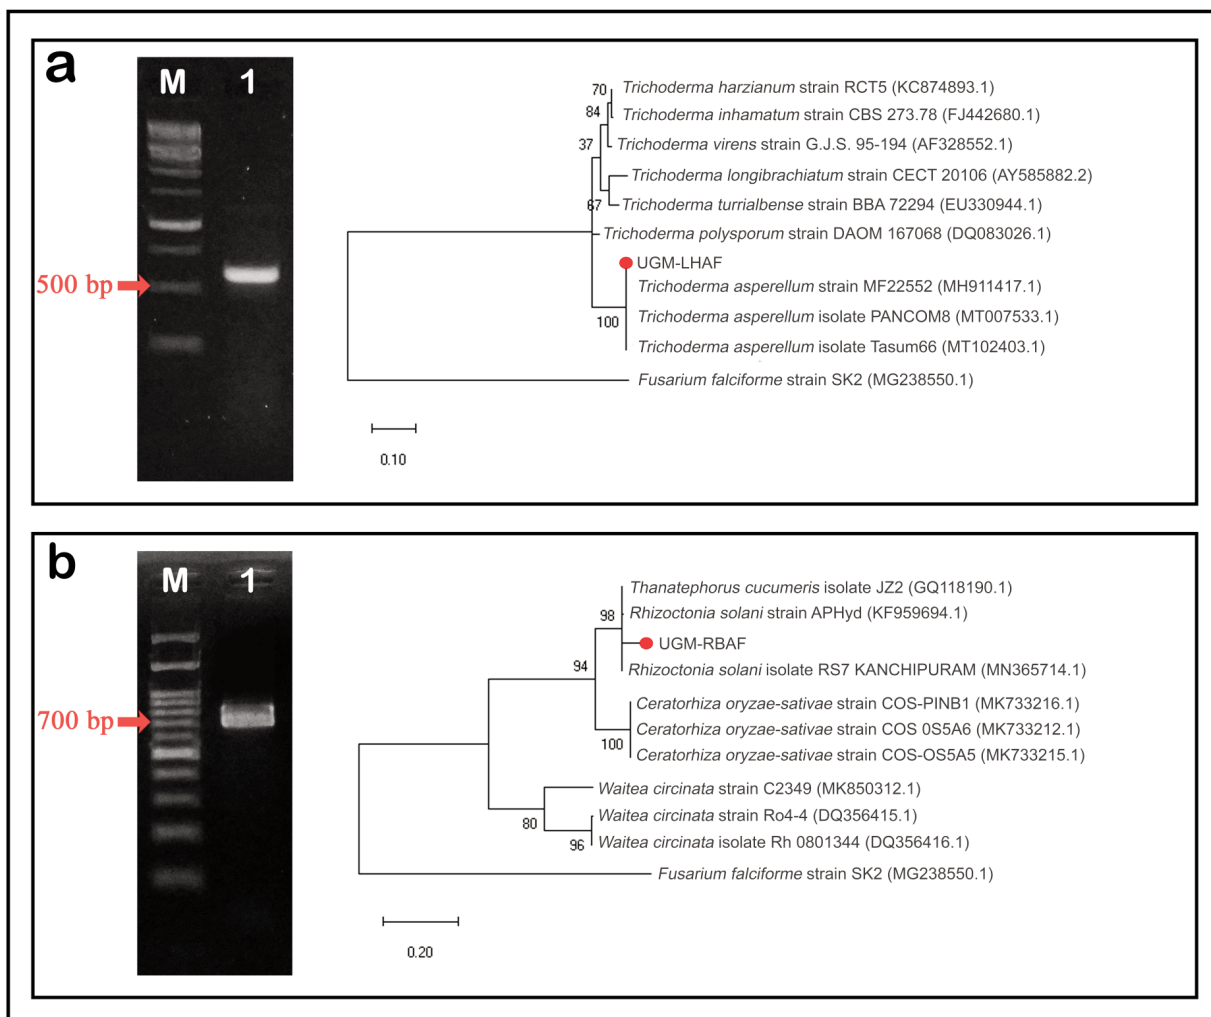 a
M 1
500 bp
70
Trichoderma harzianum strain RCT5 (KC874893.1)
84
Trichoderma inhamatum strain CBS 273.78 (FJ442680.1)
37
Trichoderma virens strain G.J.S. 95-194 (AF328552.1)
Trichoderma longibrachiatum strain CECT 20106 (AY585882.2)
67
Trichoderma turrialbense strain BBA 72294 (EU330944.1)
Trichoderma polysporum strain DAOM 167068 (DQ083026.1)
UGM-LHAF
Trichoderma asperellum strain MF22552 (MH911417.1)
100
Trichoderma asperellum isolate PANCOM8 (MT007533.1)
Trichoderma asperellum isolate Tasum66 (MT102403.1)
Fusarium falciforme strain SK2 (MG238550.1)
0.10
b
M 1
700 bp
Thanatephorus cucumeris isolate JZ2 (GQ118190.1)
98
Rhizoctonia solani strain APHyd (KF959694.1)
UGM-RBAF
94
Rhizoctonia solani isolate RS7 KANCHIPURAM (MN365714.1)
Ceratorhiza oryzae-sativae strain COS-PINB1 (MK733216.1)
Ceratorhiza oryzae-sativae strain COS 0S5A6 (MK733212.1)
100
Ceratorhiza oryzae-sativae strain COS-OS5A5 (MK733215.1)
Waitea circinata strain C2349 (MK850312.1)
80
Waitea circinata strain Ro4-4 (DQ356415.1)
96
Waitea circinata isolate Rh 0801344 (DQ356416.1)
Fusarium falciforme strain SK2 (MG238550.1)
0.20